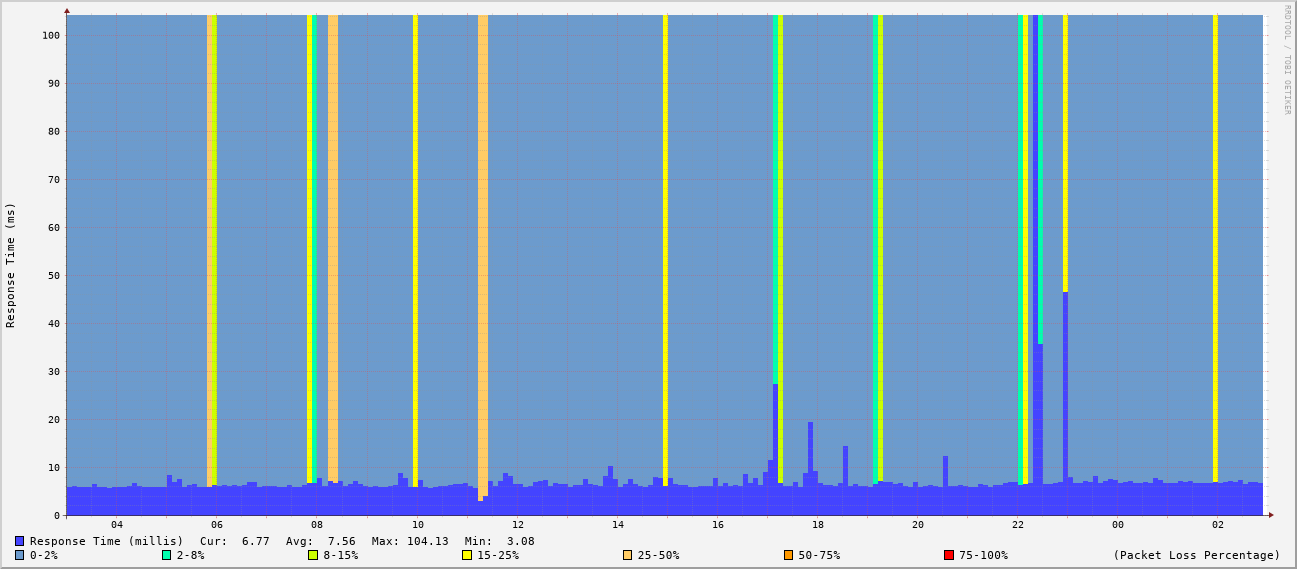 RRDTOOL / TOBI OETIKER
Response Time (ms)
100
90
80
70
60
50
40
30
20
10
0
04 06 08 10 12 14 16 18 20 22 00 02
Response Time (millis) Cur: 6.77 Avg: 7.56 Max: 104.13 Min: 3.08
0-2% 2-8% 8-15% 15-25% 25-50% 50-75% 75-100% (Packet Loss Percentage)